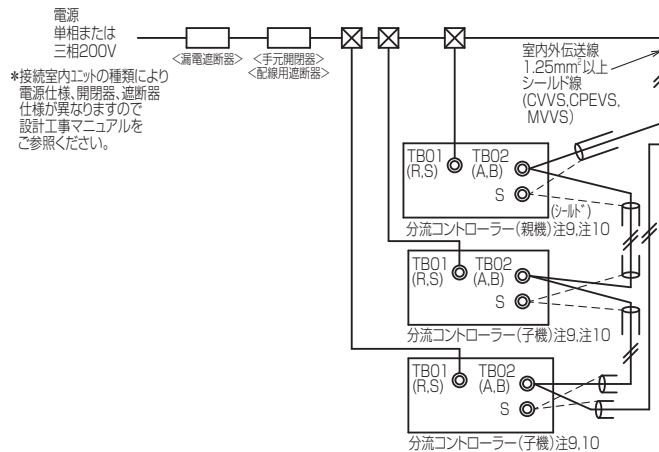 電源
単相または
三相200V
*接続室内ユニットの種類により
電源仕様、開閉器、遮断器
仕様が異なりますので
設計工事マニュアルを
ご参照ください。
<漏電遮断器>
<手元開閉器>
<配線用遮断器>
室内外伝送線
1.25mm²以上
シールド線
(CVVS,CPEVS,
MVVS)
TB01
(R,S)
TB02
(A,B)
S
(シールド)
分流コントローラー(親機)注9,注10
TB01
(R,S)
TB02
(A,B)
S
分流コントローラー(子機)注9,注10
TB01
(R,S)
TB02
(A,B)
S
分流コントローラー(子機)注9,10